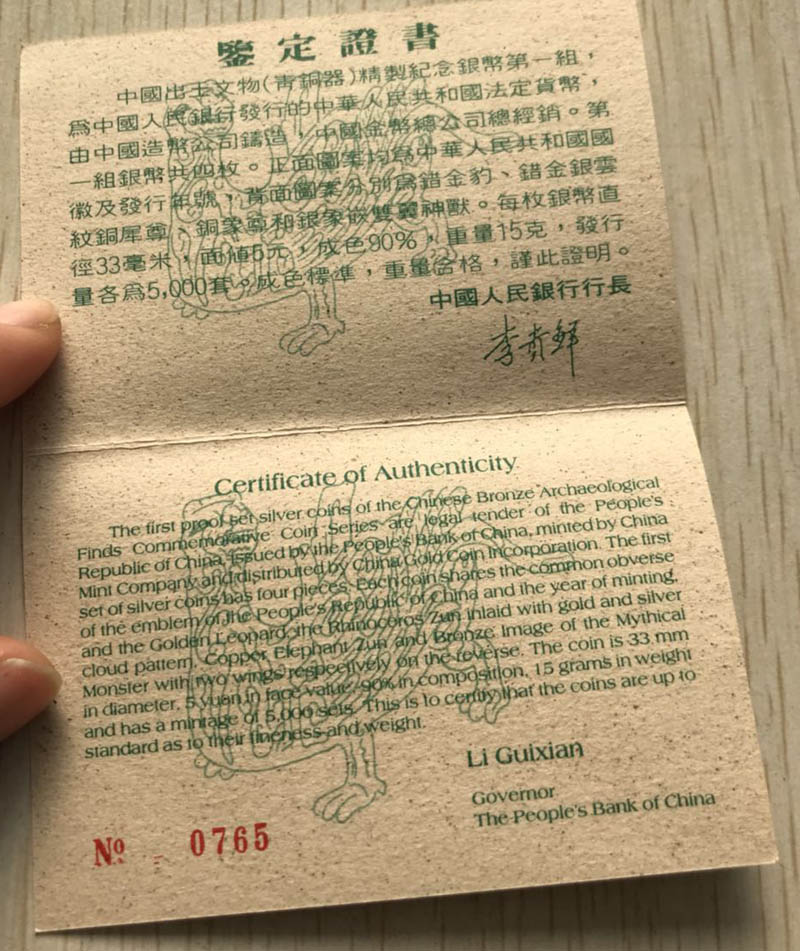 鑒定證書
中國出土文物(青銅器)精製紀念銀幣第一組，
為中國人民銀行發行的中華人民共和國法定貨幣，
由中國造幣公司鑄造，中國金幣總公司總經銷。第
一組銀幣共四枚。正面圖案均為中華人民共和國國
徽及發行年號，背面圖案分別為錯金豹、錯金銀雲
紋銅犀尊、銅象尊和銀象嵌雙翼神獸。每枚銀幣直
徑33毫米，面值5元，成色90%，重量15克，發行
量各為5,000套。成色標準，重量合格，謹此證明。
中國人民銀行行長
李贵鲜
Certificate of Authenticity
The first proof set silver coins of the Chinese Bronze Archaeological
Finds Commemorative Coin Series are legal tender of the People's
Republic of China, issued by the People's Bank of China, minted by China
Mint Company and distributed by China Gold Coin Incorporation. The first
set of silver coins has four pieces. Each coin shares the common obverse
of the emblem of the People's Republic of China and the year of minting,
and the Golden Leopard, the Rhinocoros Zun inlaid with gold and silver
cloud pattern, Copper Elephant Zun and Bronze Image of the Mythical
Monster with two wings respectively on the reverse. The coin is 33 mm
in diameter, 5 yuan in face value, 90% in composition, 15 grams in weight
and has a mintage of 5,000 sets. This is to certify that the coins are up to
standard as to their fineness and weight.
Li Guixian
Governor
The People's Bank of China
No 0765